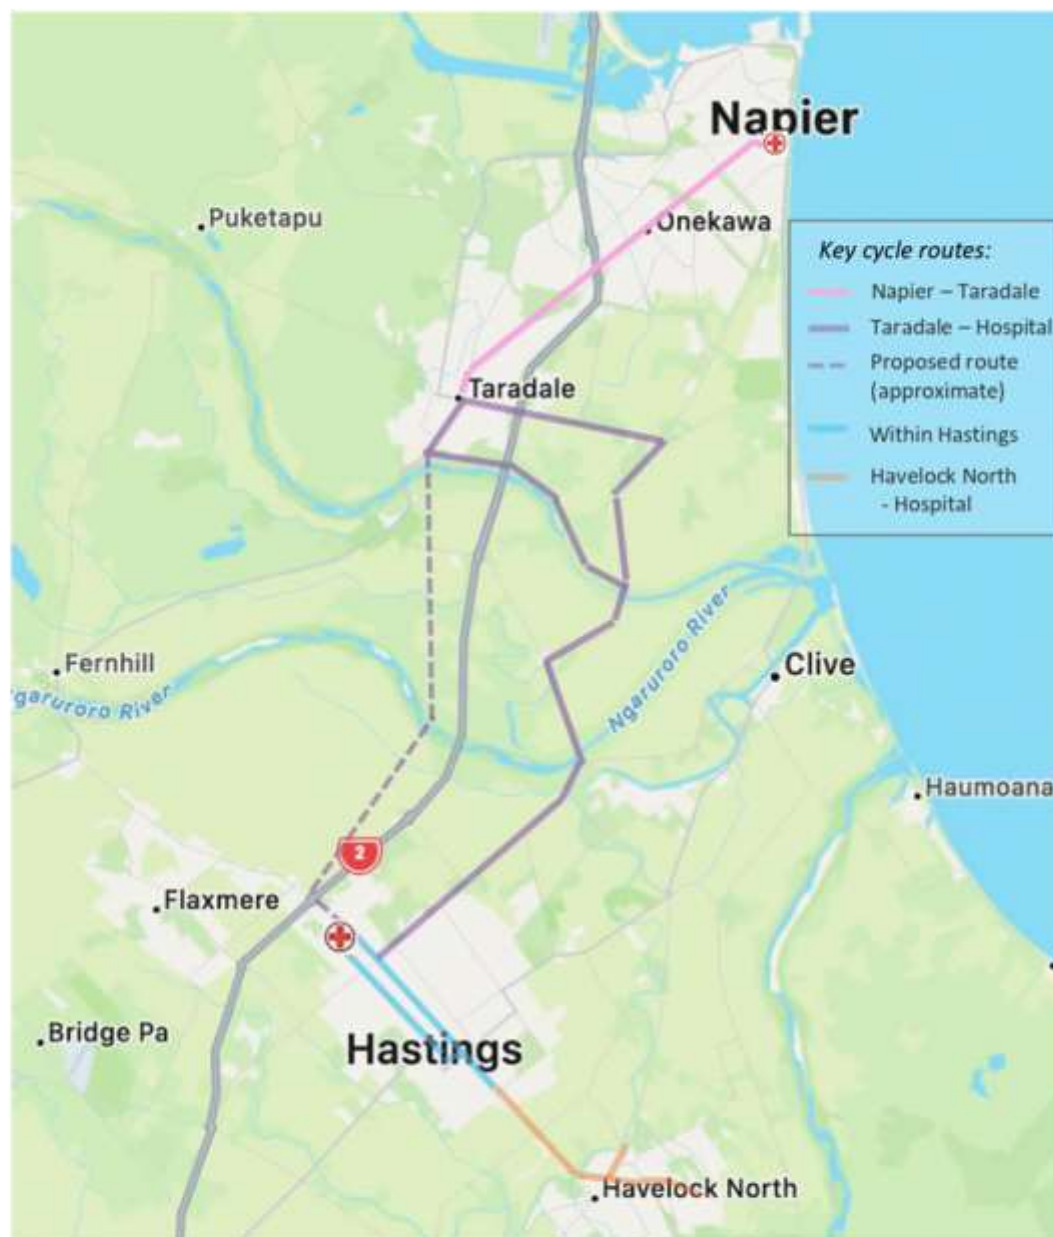 Napier
Puketapu
Onekawa
Key cycle routes:
Napier – Taradale
Taradale – Hospital
Proposed route
(approximate)
Within Hastings
Havelock North
- Hospital
Taradale
Ngaruroro River
Fernhill
Clive
ngaruroro River
Haumoana
2
Flaxmere
Bridge Pa
Hastings
Havelock North